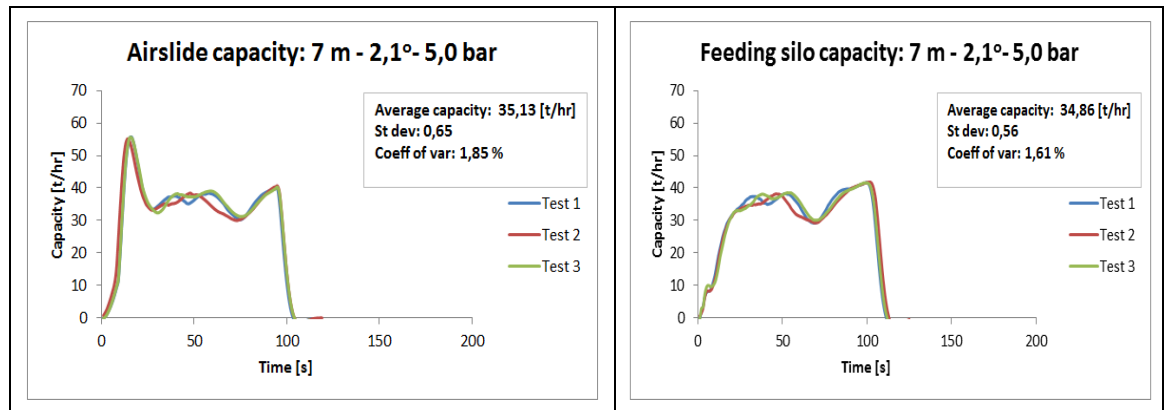 Airslide capacity: 7 m - 2,1º- 5,0 bar
70
60
50
40
30
20
10
0
Capacity [t/hr]
Average capacity: 35,13 [t/hr]
St dev: 0,65
Coeff of var: 1,85 %
Test 1
Test 2
Test 3
0 50 100 150 200
Time [s]
Feeding silo capacity: 7 m - 2,1º- 5,0 bar
70
60
50
40
30
20
10
0
Capacity [t/hr]
Average capacity: 34,86 [t/hr]
St dev: 0,56
Coeff of var: 1,61 %
Test 1
Test 2
Test 3
0 50 100 150 200
Time [s]